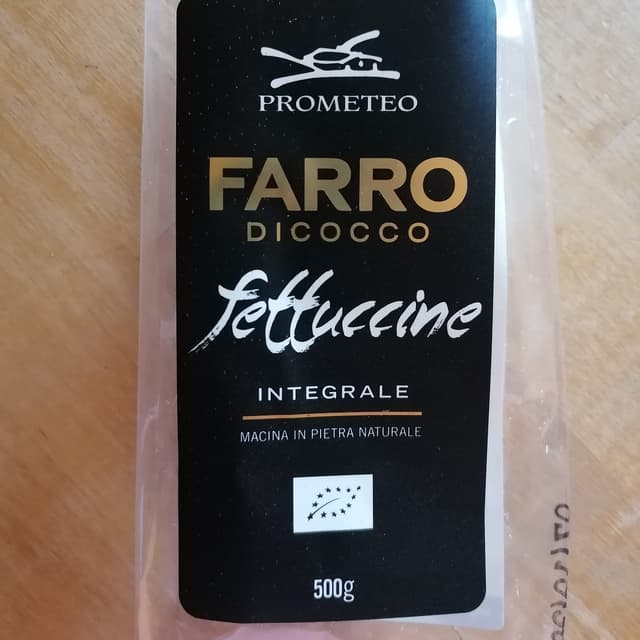 PROMETEO
FARRO
DICOCCO
fettuccine
INTEGRALE
MACINA IN PIETRA NATURALE
500g